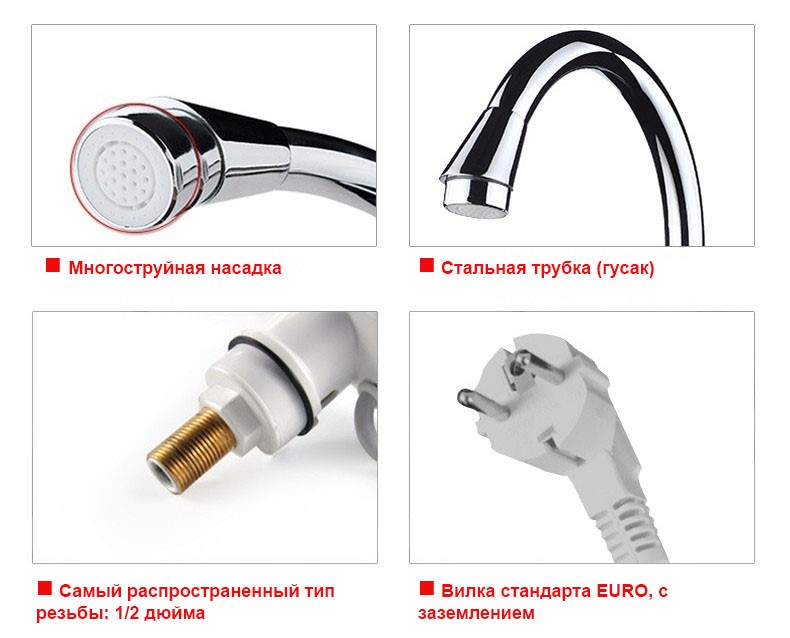 Многоструйная насадка
Стальная трубка (гусак)
Самый распространенный тип
резьбы: 1/2 дюйма
Вилка стандарта EURO, с
заземлением